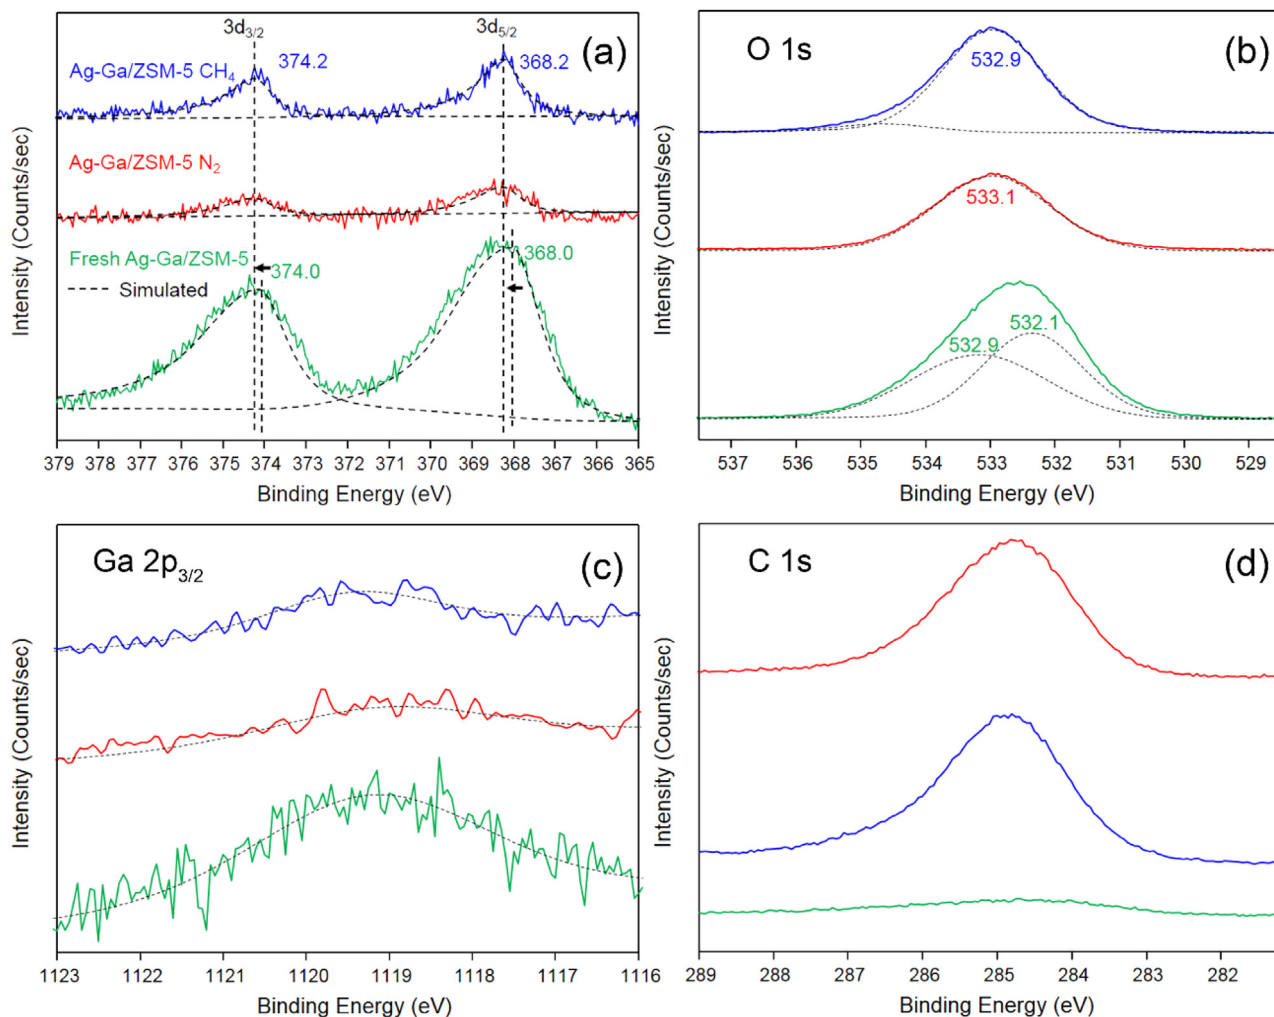 3d3/2
3d5/2
(a)
Ag-Ga/ZSM-5 CH4
374.2
368.2
Ag-Ga/ZSM-5 N2
Fresh Ag-Ga/ZSM-5
374.0
368.0
Simulated
Intensity (Counts/sec)
379 378 377 376 375 374 373 372 371 370 369 368 367 366 365
Binding Energy (eV)
O 1s
(b)
532.9
533.1
532.1
532.9
Intensity (Counts/sec)
537 536 535 534 533 532 531 530 529
Binding Energy (eV)
Ga 2p3/2
(c)
Intensity (Counts/sec)
1123 1122 1121 1120 1119 1118 1117 1116
Binding Energy (eV)
C 1s
(d)
Intensity (Counts/sec)
289 288 287 286 285 284 283 282
Binding Energy (eV)